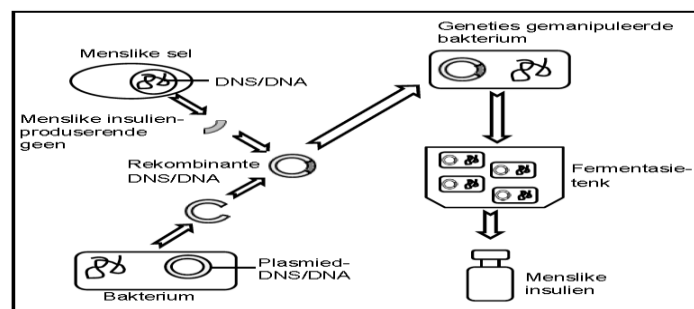 Menslike sel
DNS/DNA
Menslike insulien-
produserende
geen
Rekombinante
DNS/DNA
Plasmied-
DNS/DNA
Bakterium
Geneties gemanipuleerde
bakterium
Fermentasie-
tenk
Menslike
insulien